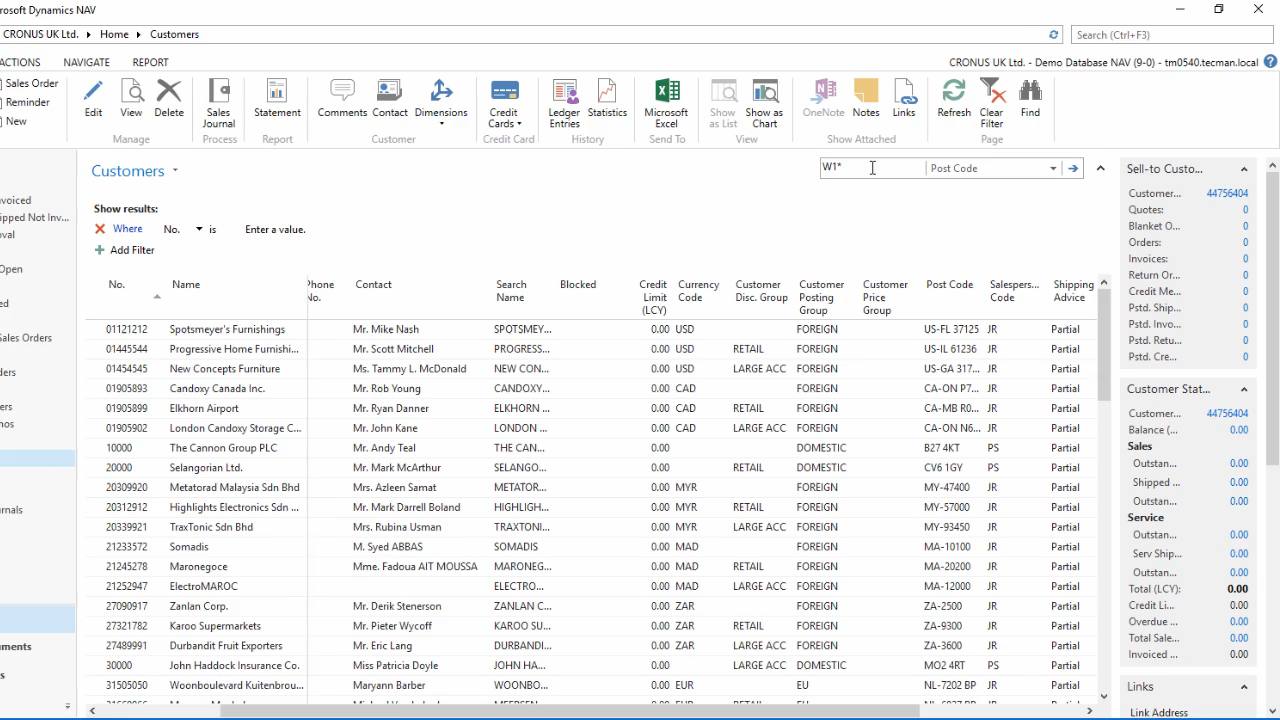 rosoft Dynamics NAV
CRONUS UK Ltd. Home Customers
Search (Ctrl+F3)
ACTIONS NAVIGATE REPORT
CRONUS UK Ltd. - Demo Database NAV (9-0) - tm0540.tecman.local
Sales Order
Reminder
New
Edit View Delete
Manage
Sales Journal
Process
Statement
Report
Comments Contact Dimensions
Customer
Credit Cards
Credit Card
Ledger Entries Statistics
History
Microsoft Excel
Send To
Show as List Show as Chart
View
OneNote Notes Links
Show Attached
Refresh Clear Filter Find
Page
Customers
W1* Post Code
Show results:
Where No. is Enter a value.
Add Filter
nvoiced
pped Not Inv...
oval
Open
ed
ales Orders
ders
ers
nos
rnals
uments
s
No. Name Phone No. Contact Search Name Blocked Credit Limit (LCY) Currency Code Customer Disc. Group Customer Posting Group Customer Price Group Post Code Salespers... Code Shipping Advice
01121212 Spotsmeyer's Furnishings Mr. Mike Nash SPOTSMEY... 0.00 USD FOREIGN US-FL 37125 JR Partial
01445544 Progressive Home Furnishi... Mr. Scott Mitchell PROGRESS... 0.00 USD RETAIL FOREIGN US-IL 61236 JR Partial
01454545 New Concepts Furniture Ms. Tammy L. McDonald NEW CON... 0.00 USD LARGE ACC FOREIGN US-GA 317... JR Partial
01905893 Candoxy Canada Inc. Mr. Rob Young CANDOXY... 0.00 CAD FOREIGN CA-ON P7... JR Partial
01905899 Elkhorn Airport Mr. Ryan Danner ELKHORN ... 0.00 CAD RETAIL FOREIGN CA-MB R0... JR Partial
01905902 London Candoxy Storage C... Mr. John Kane LONDON ... 0.00 CAD LARGE ACC FOREIGN CA-ON N6... JR Partial
10000 The Cannon Group PLC Mr. Andy Teal THE CAN... 0.00 DOMESTIC B27 4KT PS Partial
20000 Selangorian Ltd. Mr. Mark McArthur SELANGO... 0.00 RETAIL DOMESTIC CV6 1GY PS Partial
20309920 Metatorad Malaysia Sdn Bhd Mrs. Azleen Samat METATOR... 0.00 MYR FOREIGN MY-47400 JR Partial
20312912 Highlights Electronics Sdn ... Mr. Mark Darrell Boland HIGHLIGH... 0.00 MYR RETAIL FOREIGN MY-57000 JR Partial
20339921 TraxTonic Sdn Bhd Mrs. Rubina Usman TRAXTONI... 0.00 MYR LARGE ACC FOREIGN MY-93450 JR Partial
21233572 Somadis M. Syed ABBAS SOMADIS 0.00 MAD FOREIGN MA-10100 JR Partial
21245278 Maronegoce Mme. Fadoua AIT MOUSSA MARONEG... 0.00 MAD RETAIL FOREIGN MA-20200 JR Partial
21252947 ElectroMAROC ELECTRO... 0.00 MAD LARGE ACC FOREIGN MA-12000 JR Partial
27090917 Zanlan Corp. Mr. Derik Stenerson ZANLAN C... 0.00 ZAR FOREIGN ZA-2500 JR Partial
27321782 Karoo Supermarkets Mr. Pieter Wycoff KAROO SU... 0.00 ZAR RETAIL FOREIGN ZA-9300 JR Partial
27489991 Durbandit Fruit Exporters Mr. Eric Lang DURBANDI... 0.00 ZAR LARGE ACC FOREIGN ZA-3600 JR Partial
30000 John Haddock Insurance Co. Miss Patricia Doyle JOHN HA... 0.00 LARGE ACC DOMESTIC MO2 4RT PS Partial
31505050 Woonboulevard Kuitenbrou... Maryann Barber WOONBO... 0.00 EUR EU NL-7202 BP JR Partial
Sell-to Custo...
Customer... 44756404
Quotes: 0
Blanket O... 0
Orders: 0
Invoices: 0
Return Or... 0
Credit Me... 0
Pstd. Ship... 0
Pstd. Invo... 0
Pstd. Retu... 0
Pstd. Cre... 0
Customer Stat...
Customer... 44756404
Balance (... 0.00
Sales
Outstan... 0.00
Shipped ... 0.00
Outstan... 0.00
Service
Outstan... 0.00
Serv Ship... 0.00
Outstan... 0.00
Total (LCY): 0.00
Credit Li... 0.00
Overdue ... 0.00
Total Sale... 0.00
Invoiced ... 0.00
Links
Link Address